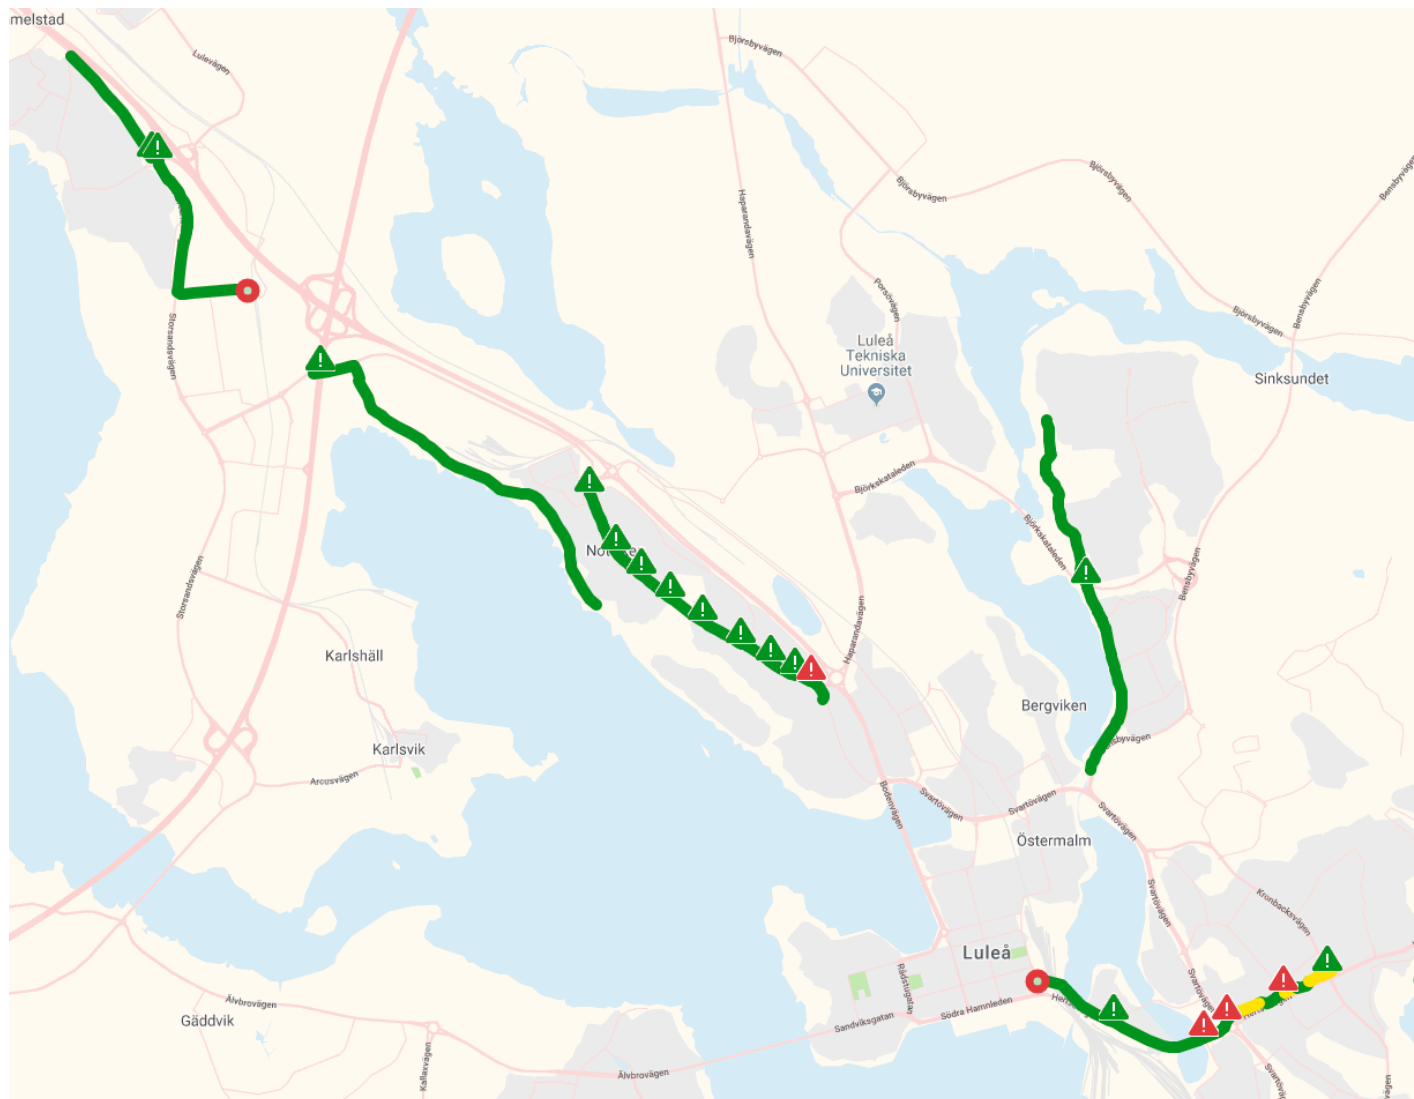 melstad
Lulevägen
Björsbyvägen
Haparandavägen
Björsbyvägen
Björsbyvägen
Bensbyvägen
Porsövägen
Björsbyvägen
Bensbyvägen
Storsandsvägen
Luleå
Tekniska
Universitet
Sinksundet
Björkskataleden
Björkskataleden
Bensbyvägen
Storsandsvägen
Haparandavägen
Karlshäll
Bergviken
Karlsvik
Arcusvägen
Bodenvägen
Svartövägen
Svartövägen
Svartövägen
Östermalm
Svartövägen
Kronbacksvägen
Luleå
Rådstugatan
Svartövägen
Älvbrovägen
Gäddvik
Sandviksgatan
Södra Hamnleden
Kallaxvägen
Älvbrovägen